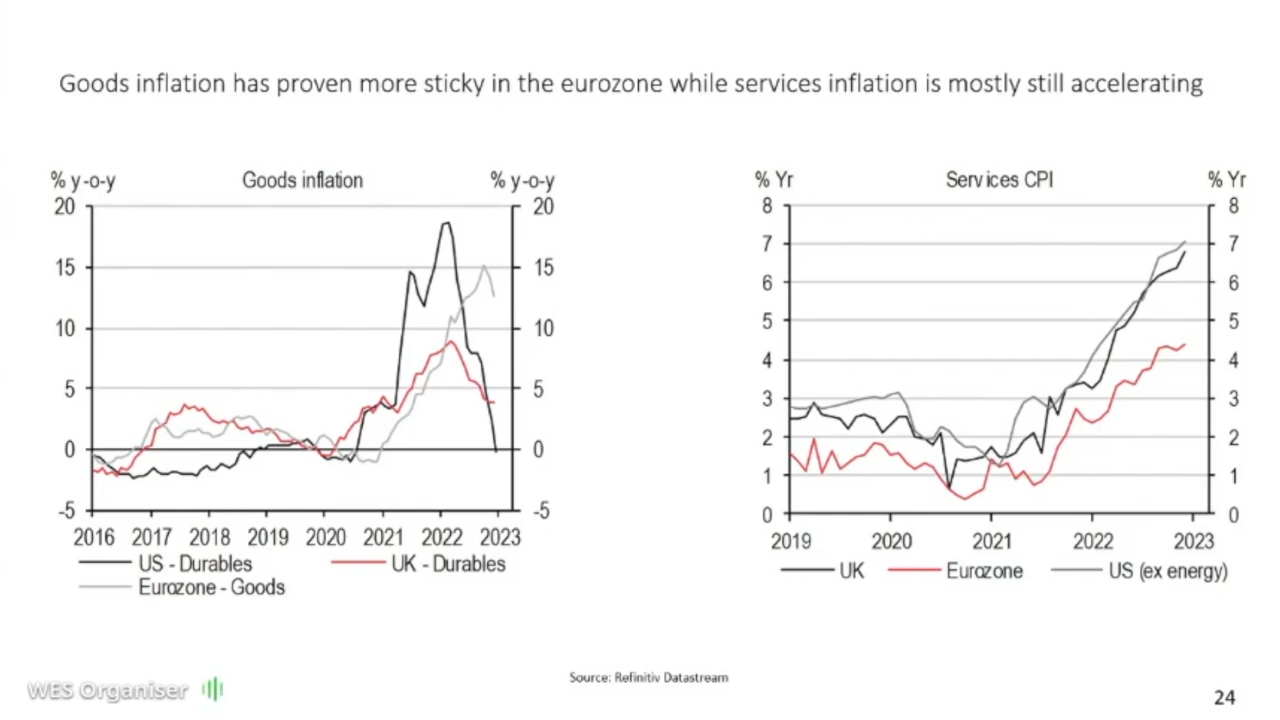 Goods inflation has proven more sticky in the eurozone while services inflation is mostly still accelerating
% y-o-y Goods inflation % y-o-y
20 20
15 15
10 10
5 5
0 0
-5 -5
2016 2017 2018 2019 2020 2021 2022 2023
US - Durables UK - Durables
Eurozone - Goods
% Yr Services CPI % Yr
8 8
7 7
6 6
5 5
4 4
3 3
2 2
1 1
0 0
2019 2020 2021 2022 2023
UK Eurozone US (ex energy)
Source: Refinitiv Datastream
WES Organiser
24